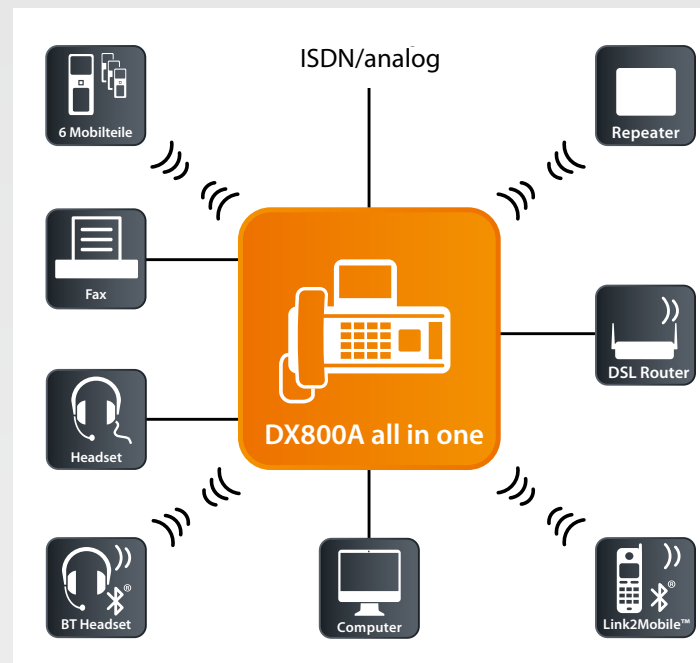 ISDN/analog
6 Mobilteile
Repeater
Fax
DSL Router
DX800A all in one
Headset
BT Headset
®
Computer
Link2Mobile™
®